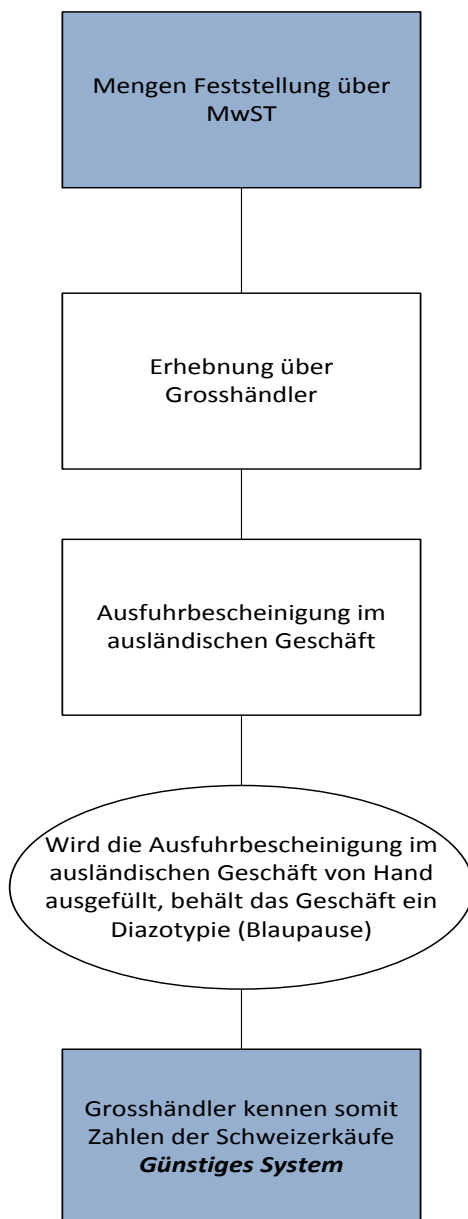 Mengen Feststellung über
MwST
Erhebnung über
Grosshändler
Ausfuhrbescheinigung im
ausländischen Geschäft
Wird die Ausfuhrbescheinigung im
ausländischen Geschäft von Hand
ausgefüllt, behält das Geschäft ein
Diazotypie (Blaupause)
Grosshändler kennen somit
Zahlen der Schweizerkäufe
Günstiges System